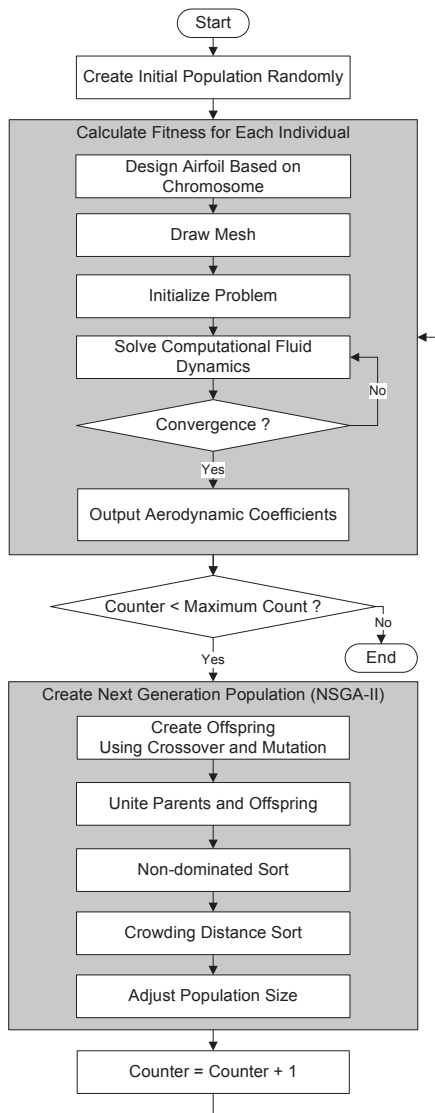 Start
Create Initial Population Randomly
Calculate Fitness for Each Individual
Design Airfoil Based on
Chromosome
Draw Mesh
Initialize Problem
Solve Computational Fluid
Dynamics
No
Convergence ?
Yes
Output Aerodynamic Coefficients
Counter < Maximum Count ?
No
Yes
End
Create Next Generation Population (NSGA-II)
Create Offspring
Using Crossover and Mutation
Unite Parents and Offspring
Non-dominated Sort
Crowding Distance Sort
Adjust Population Size
Counter = Counter + 1